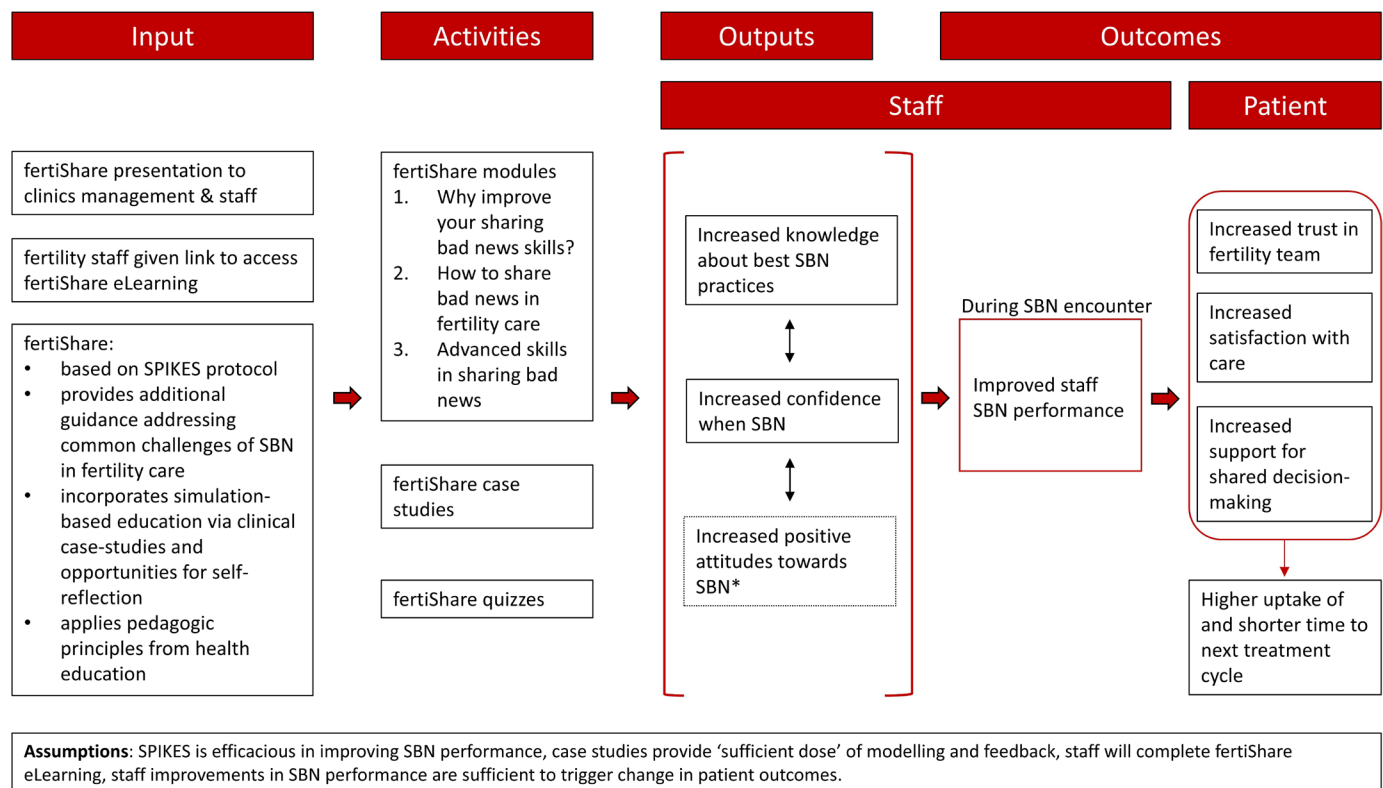 Input
Activities
Outputs
Outcomes
Staff
Patient
fertiShare presentation to
clinics management & staff
fertility staff given link to access
fertiShare eLearning
fertiShare:
• based on SPIKES protocol
• provides additional
guidance addressing
common challenges of SBN
in fertility care
• incorporates simulation-
based education via clinical
case-studies and
opportunities for self-
reflection
• applies pedagogic
principles from health
education
fertiShare modules
1. Why improve
your sharing
bad news skills?
2. How to share
bad news in
fertility care
3. Advanced skills
in sharing bad
news
fertiShare case
studies
fertiShare quizzes
Increased knowledge
about best SBN
practices
Increased confidence
when SBN
Increased positive
attitudes towards
SBN*
During SBN encounter
Improved staff
SBN performance
Increased trust in
fertility team
Increased
satisfaction with
care
Increased
support for
shared decision-
making
Higher uptake of
and shorter time to
next treatment
cycle
Assumptions: SPIKES is efficacious in improving SBN performance, case studies provide ‘sufficient dose’ of modelling and feedback, staff will complete fertiShare
eLearning, staff improvements in SBN performance are sufficient to trigger change in patient outcomes.